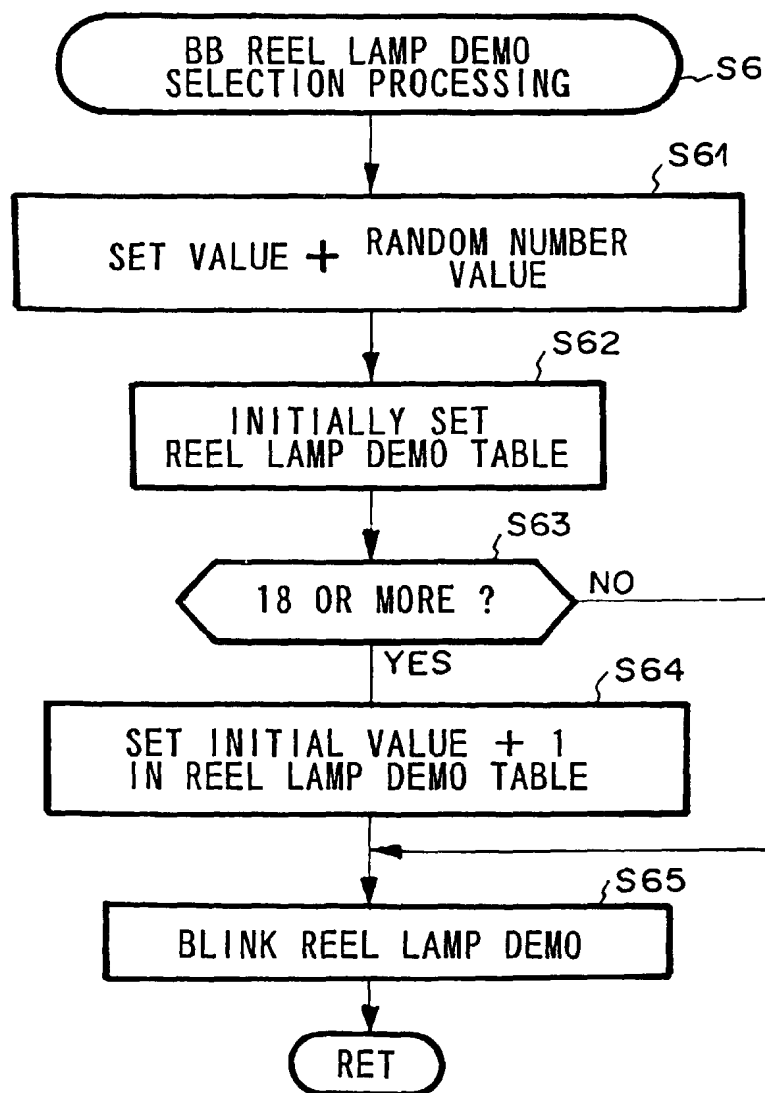 BB REEL LAMP DEMO
SELECTION PROCESSING
S6
S61
SET VALUE + RANDOM NUMBER
VALUE
S62
INITIALLY SET
REEL LAMP DEMO TABLE
S63
18 OR MORE ?
NO
YES
S64
SET INITIAL VALUE + 1
IN REEL LAMP DEMO TABLE
S65
BLINK REEL LAMP DEMO
RET